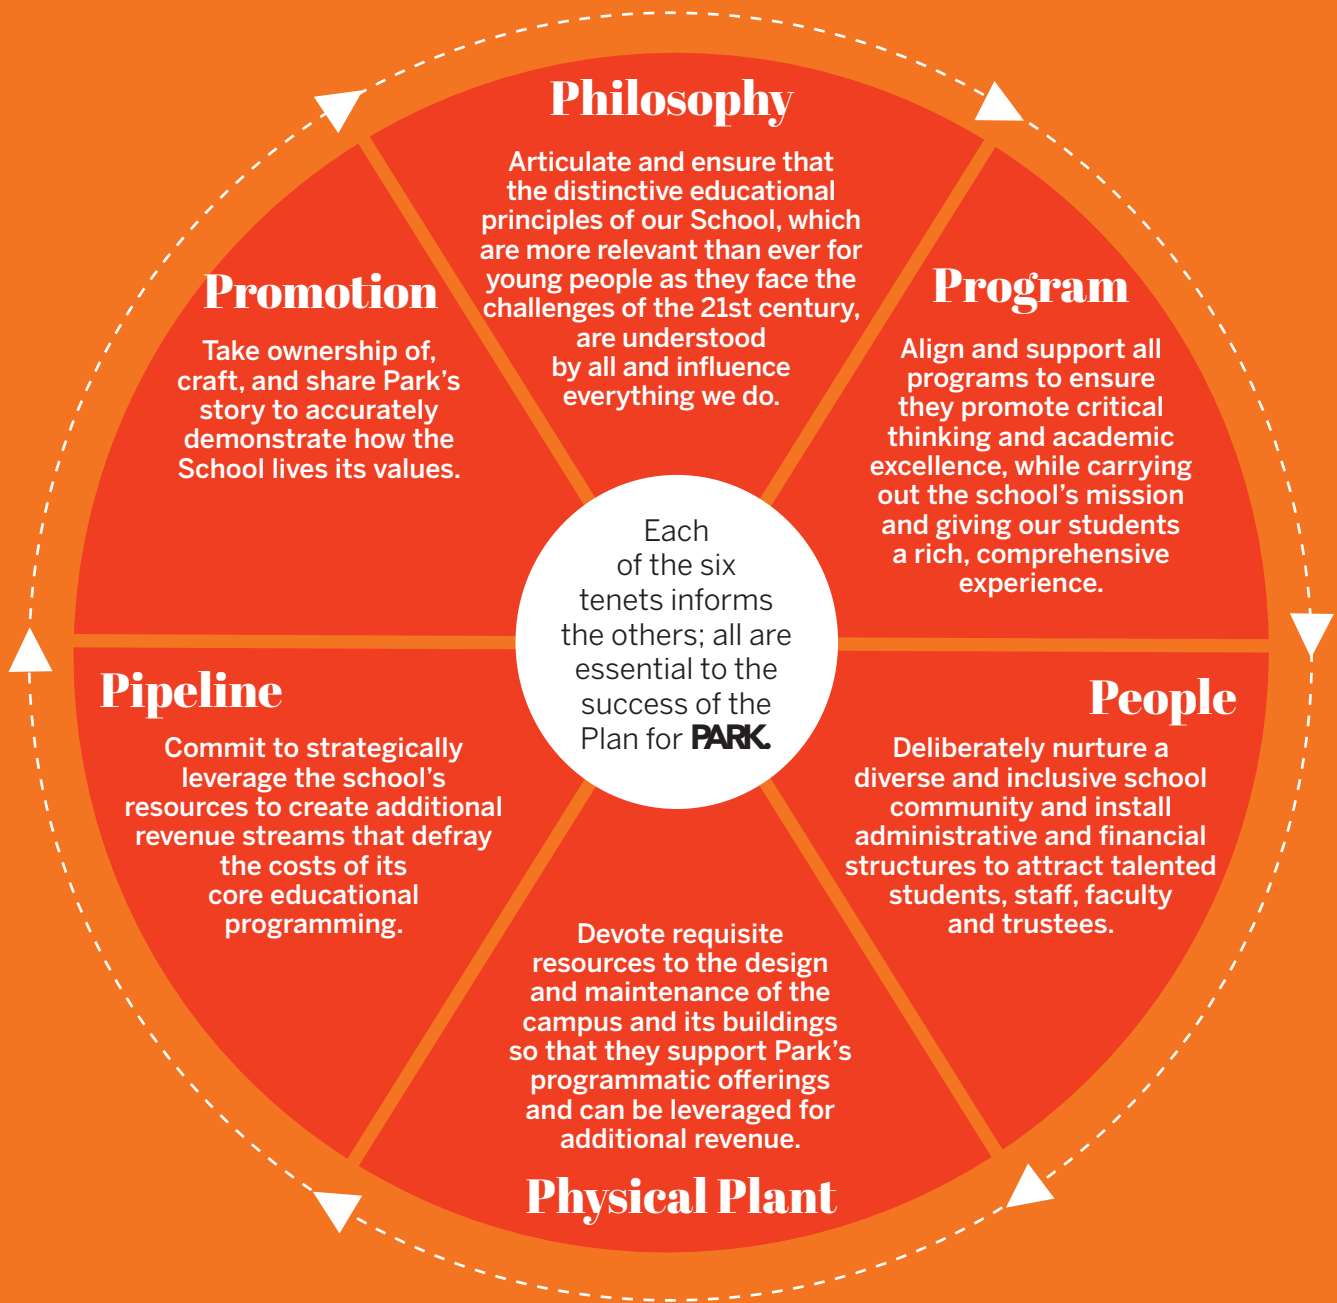 Philosophy
Articulate and ensure that
the distinctive educational
principles of our School, which
are more relevant than ever for
young people as they face the
challenges of the 21st century,
are understood
by all and influence
everything we do.
Program
Align and support all
programs to ensure
they promote critical
thinking and academic
excellence, while carrying
out the school's mission
and giving our students
a rich, comprehensive
experience.
People
Deliberately nurture a
diverse and inclusive school
community and install
administrative and financial
structures to attract talented
students, staff, faculty
and trustees.
Devote requisite
resources to the design
and maintenance of the
campus and its buildings
so that they support Park's
programmatic offerings
and can be leveraged for
additional revenue.
Physical Plant
Pipeline
Commit to strategically
leverage the school's
resources to create additional
revenue streams that defray
the costs of its
core educational
programming.
Promotion
Take ownership of,
craft, and share Park's
story to accurately
demonstrate how the
School lives its values.
Each
of the six
tenets informs
the others; all are
essential to the
success of the
Plan for PARK.